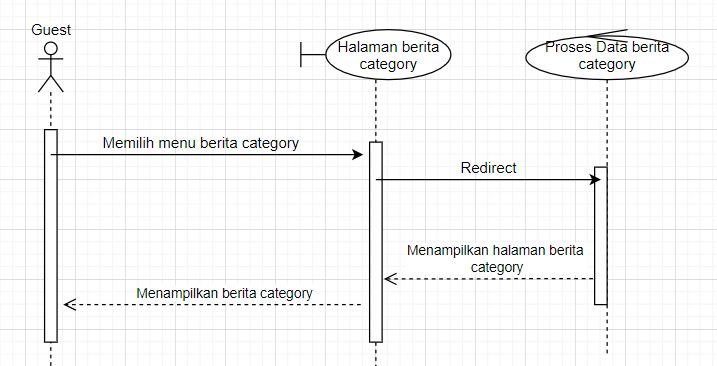 Guest
Halaman berita
category
Proses Data berita
category
Memilih menu berita category
Redirect
Menampilkan halaman berita
category
Menampilkan berita category